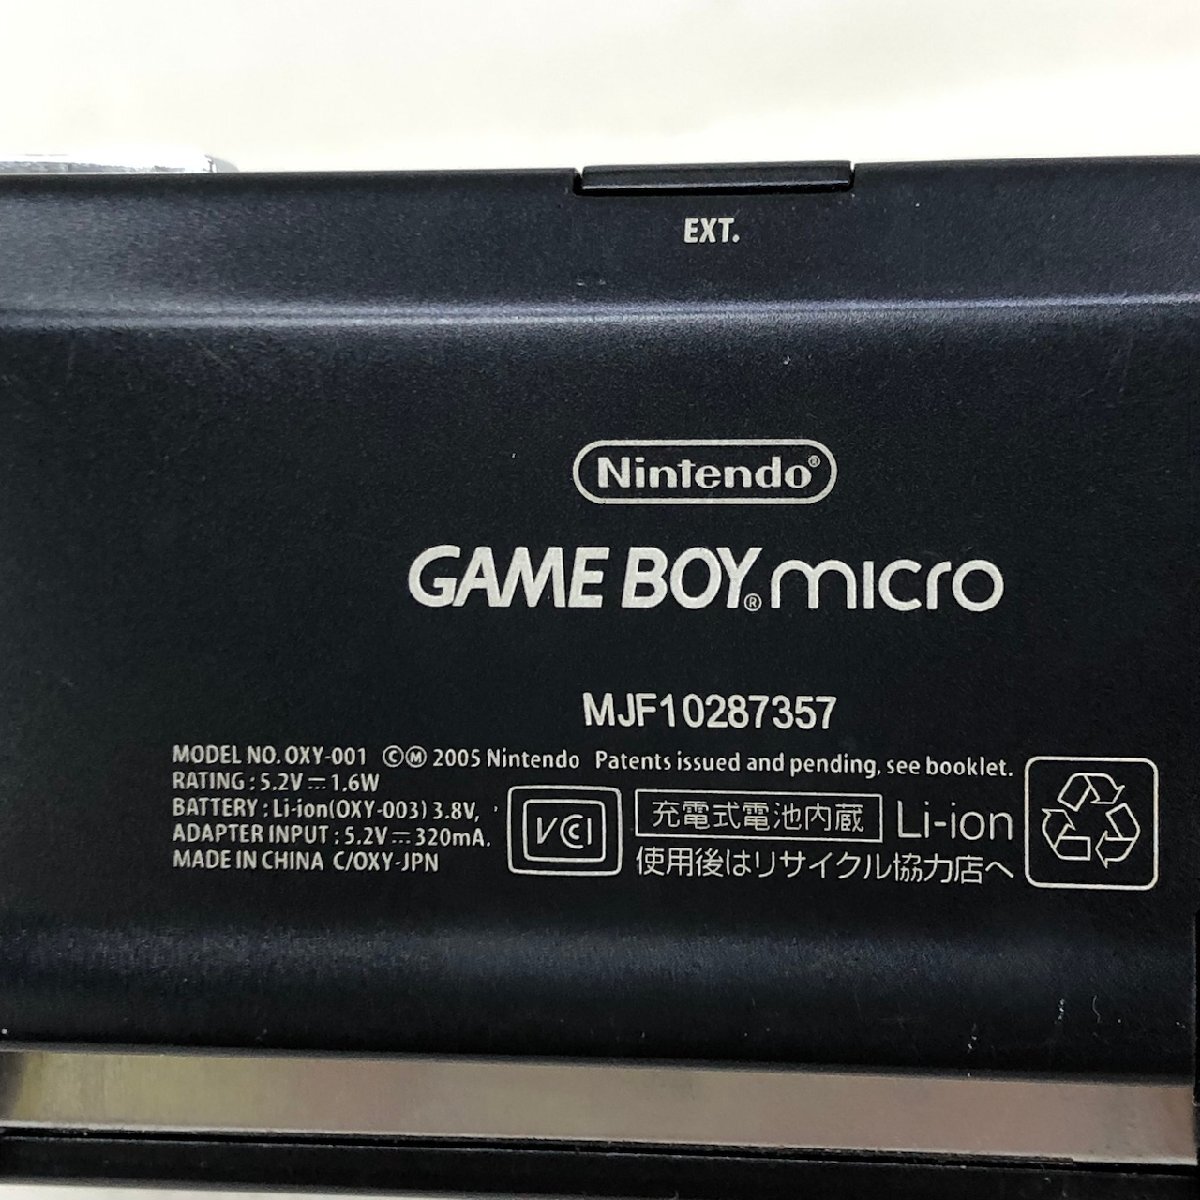 EXT.
Nintendo®
GAME BOY® micro
MJF10287357
MODEL NO. OXY-001 ©Ⓜ 2005 Nintendo Patents issued and pending, see booklet.
RATING : 5.2V⎓1.6W
BATTERY : Li-ion(OXY-003) 3.8V,
ADAPTER INPUT : 5.2V⎓320mA.
MADE IN CHINA C/OXY-JPN
VCI
充電式電池内蔵 Li-ion
使用後はリサイクル協力店へ